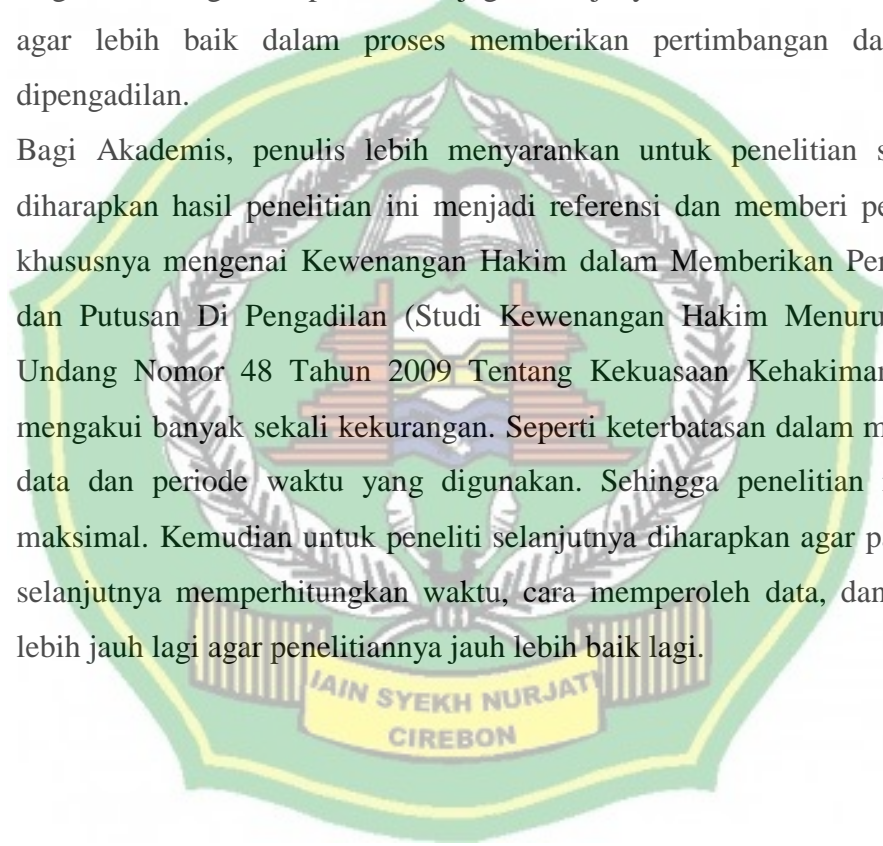 agar lebih baik dalam proses memberikan pertimbangan da
dipengadilan.
Bagi Akademis, penulis lebih menyarankan untuk penelitian s
diharapkan hasil penelitian ini menjadi referensi dan memberi pe
khususnya mengenai Kewenangan Hakim dalam Memberikan Per
dan Putusan Di Pengadilan (Studi Kewenangan Hakim Menuru
Undang Nomor 48 Tahun 2009 Tentang Kekuasaan Kehakiman
mengakui banyak sekali kekurangan. Seperti keterbatasan dalam m
data dan periode waktu yang digunakan. Sehingga penelitian
maksimal. Kemudian untuk peneliti selanjutnya diharapkan agar pa
selanjutnya memperhitungkan waktu, cara memperoleh data, dan
lebih jauh lagi agar penelitiannya jauh lebih baik lagi.
IAIN SYEKH NURJATI
CIREBON